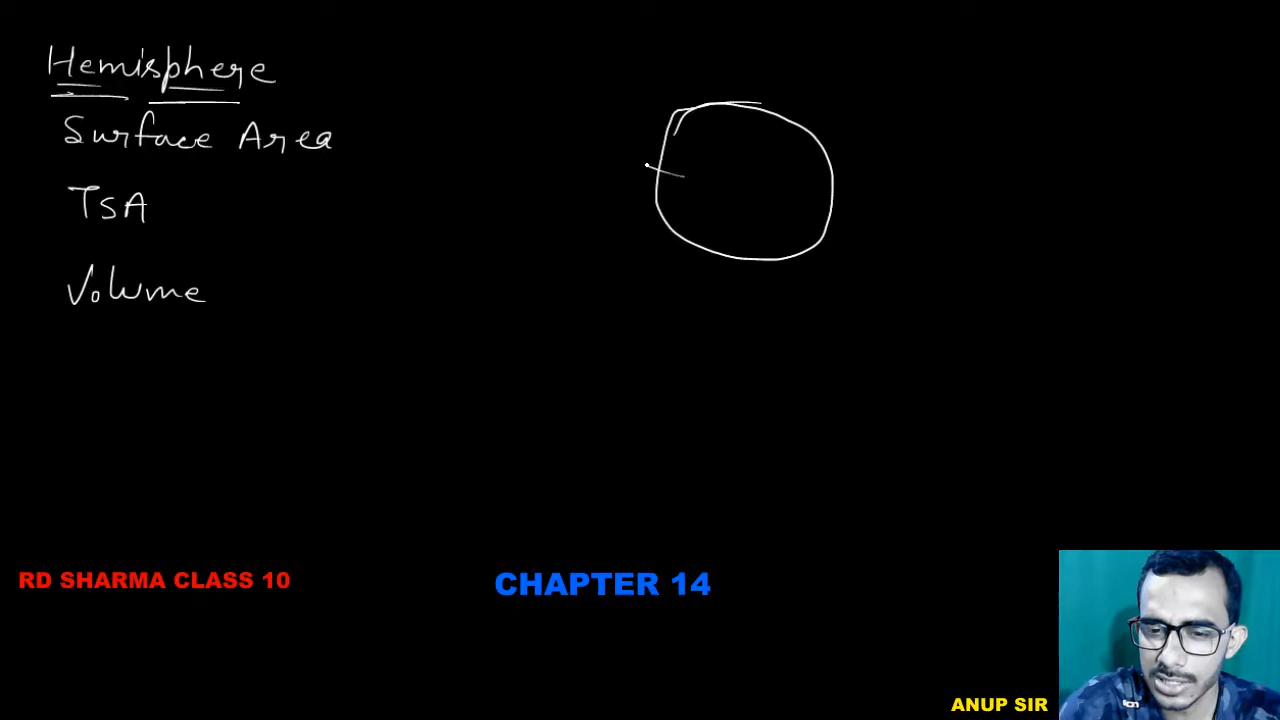 Hemisphere
Surface Area
TSA
Volume
RD SHARMA CLASS 10
CHAPTER 14
ANUP SIR